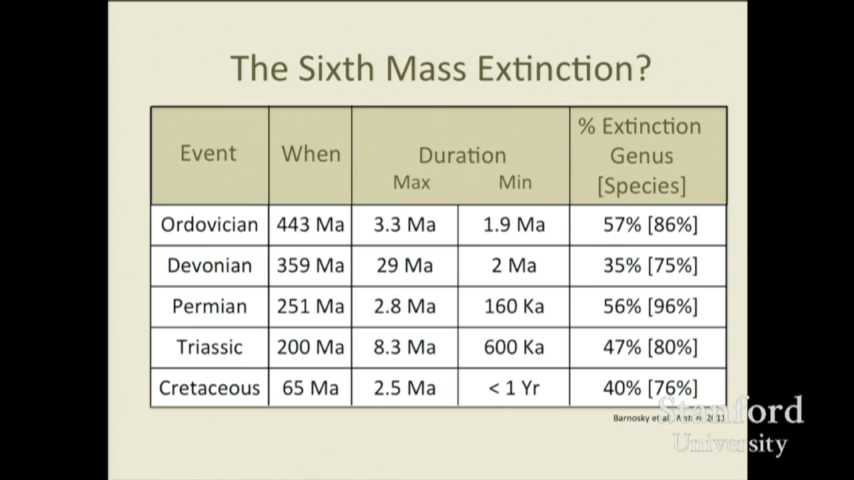 The Sixth Mass Extinction?
Event When Duration Max Min % Extinction Genus [Species]
Ordovician 443 Ma 3.3 Ma 1.9 Ma 57% [86%]
Devonian 359 Ma 29 Ma 2 Ma 35% [75%]
Permian 251 Ma 2.8 Ma 160 Ka 56% [96%]
Triassic 200 Ma 8.3 Ma 600 Ka 47% [80%]
Cretaceous 65 Ma 2.5 Ma < 1 Yr 40% [76%]
Barnosky et al
Stanford
University